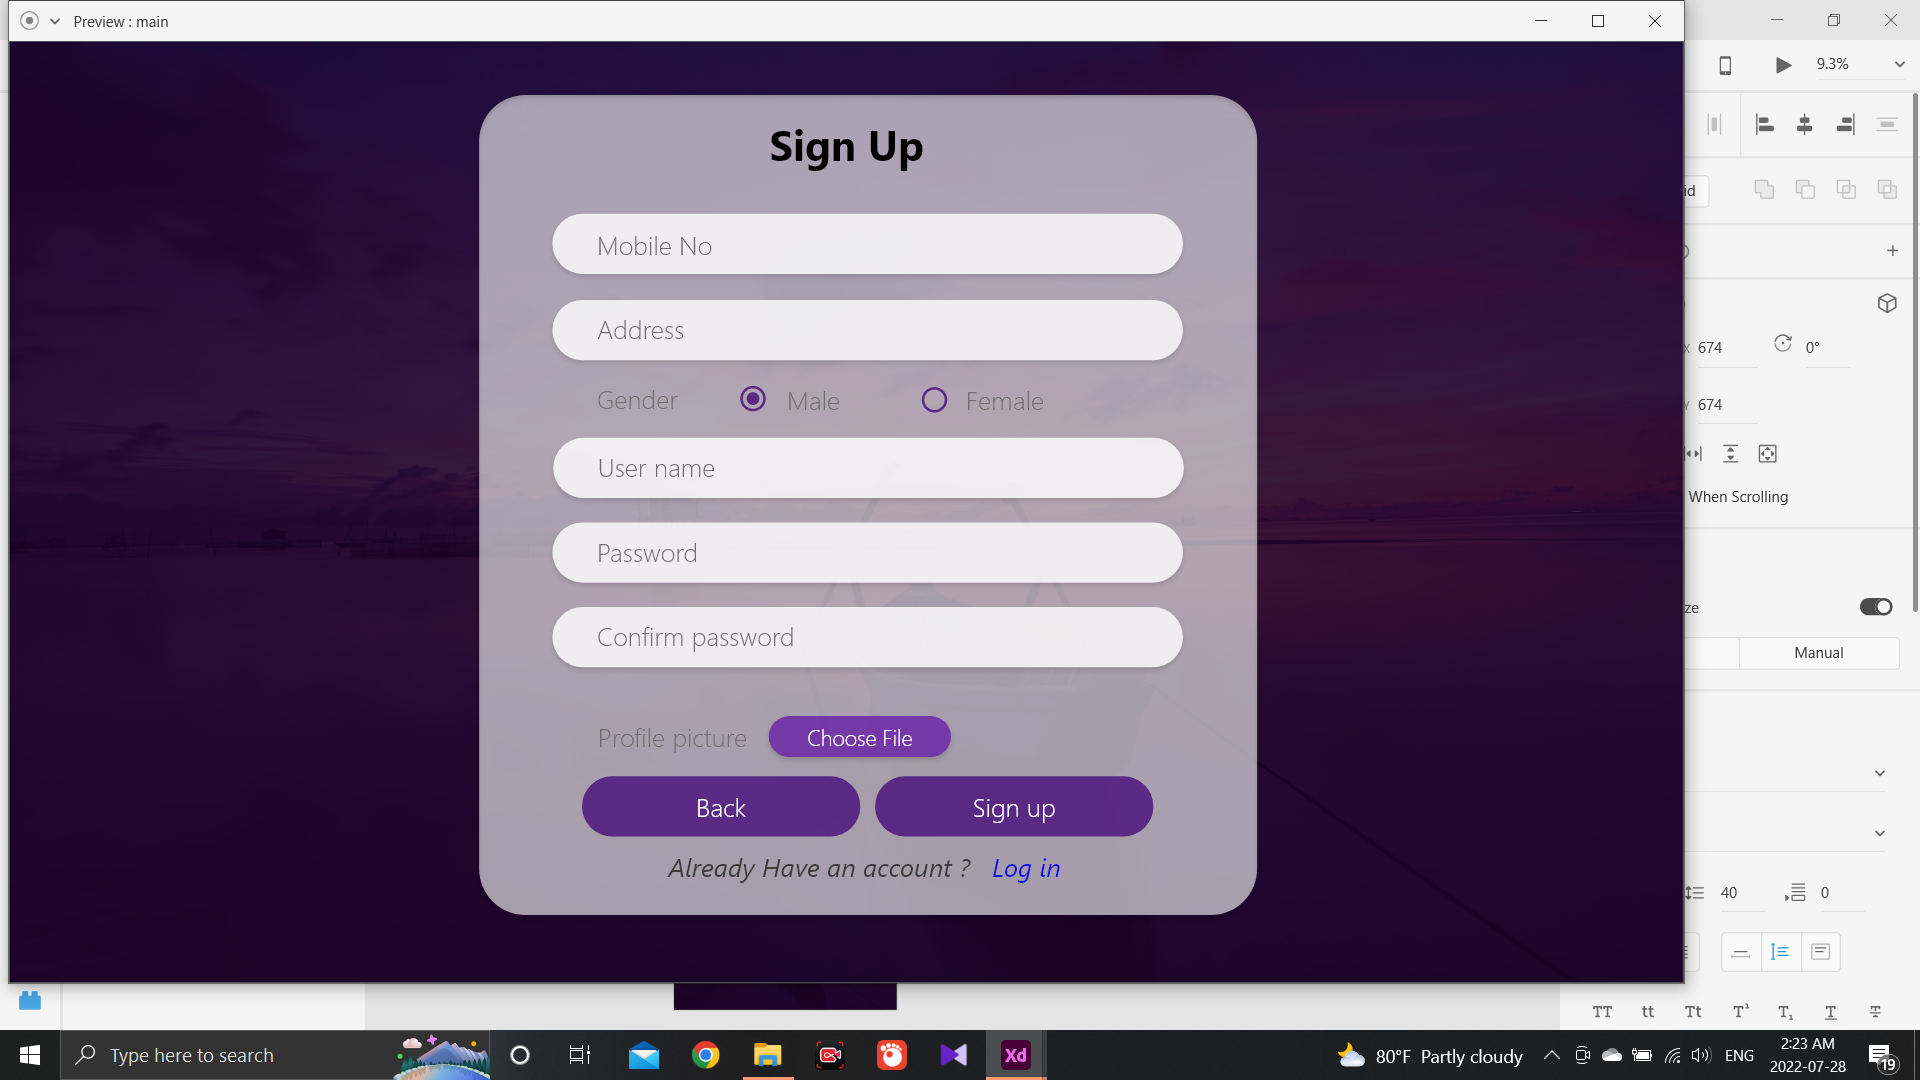 Preview : main
9.3%
id
Sign Up
Mobile No
Address
X 674 0°
Gender Male Female
Y 674
User name
When Scrolling
Password
ze
Confirm password
Manual
Profile picture Choose File
Back Sign up
Already Have an account ? Log in
40 0
TT tt Tt T¹ T₁ T T
Type here to search
Xd
80°F Partly cloudy
ENG
2:23 AM
2022-07-28
19